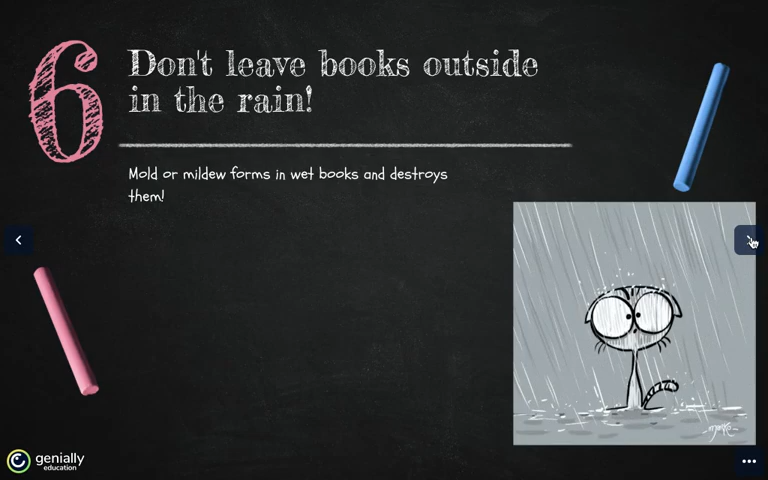 6
Don't leave books outside
in the rain!
Mold or mildew forms in wet books and destroys
them!
genially
education